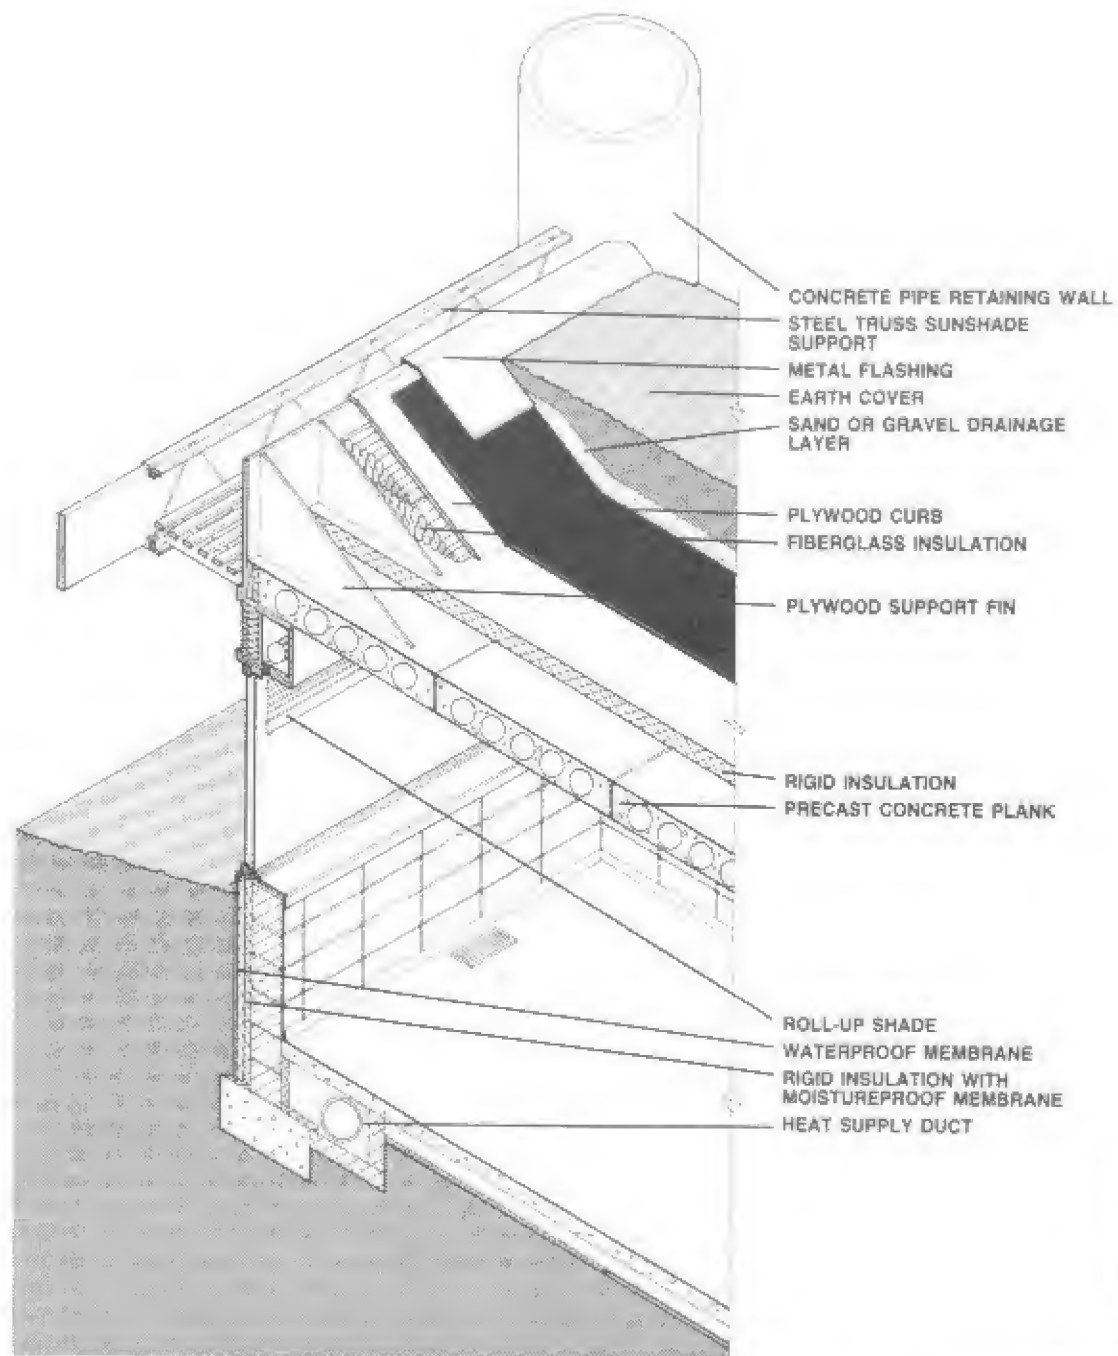 CONCRETE PIPE RETAINING WALL
STEEL TRUSS SUNSHADE
SUPPORT
METAL FLASHING
EARTH COVER
SAND OR GRAVEL DRAINAGE
LAYER
PLYWOOD CURB
FIBERGLASS INSULATION
PLYWOOD SUPPORT FIN
RIGID INSULATION
PRECAST CONCRETE PLANK
ROLL-UP SHADE
WATERPROOF MEMBRANE
RIGID INSULATION WITH
MOISTUREPROOF MEMBRANE
HEAT SUPPLY DUCT